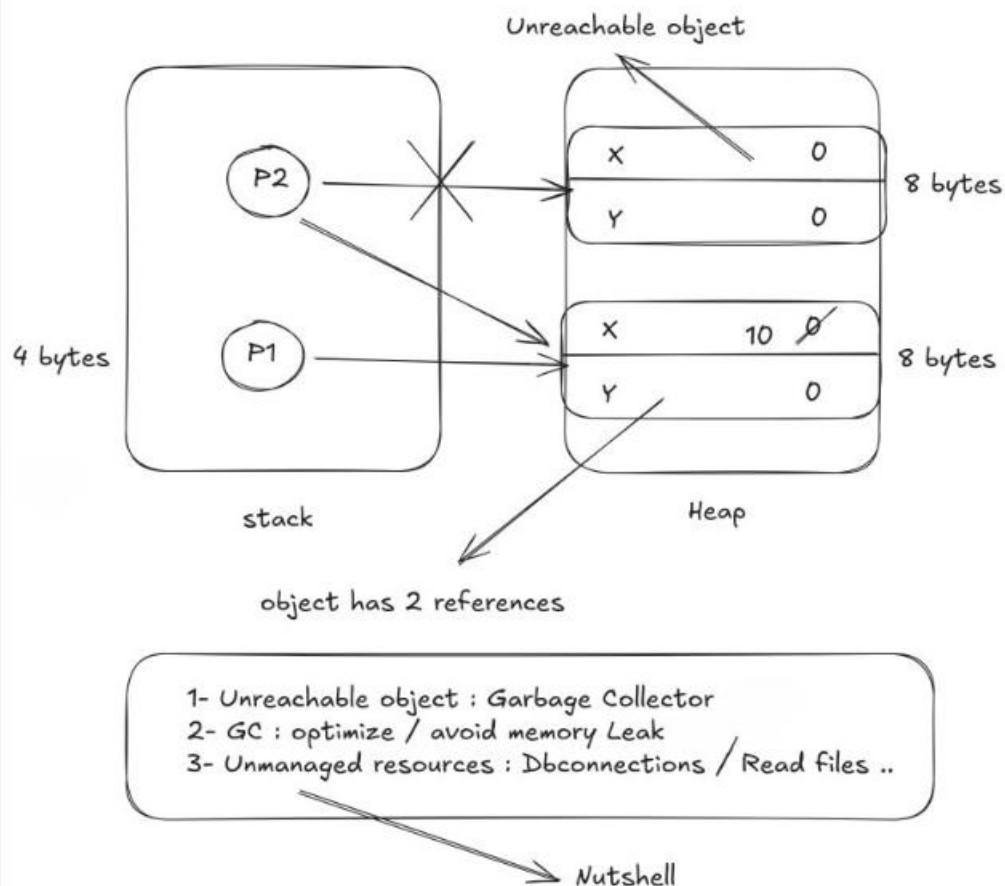 Unreachable object
P2
X 0
Y 0
8 bytes
4 bytes
P1
X 10 0
Y 0
8 bytes
stack
Heap
object has 2 references
1- Unreachable object : Garbage Collector
2- GC : optimize / avoid memory Leak
3- Unmanaged resources : Dbconnections / Read files ..
Nutshell